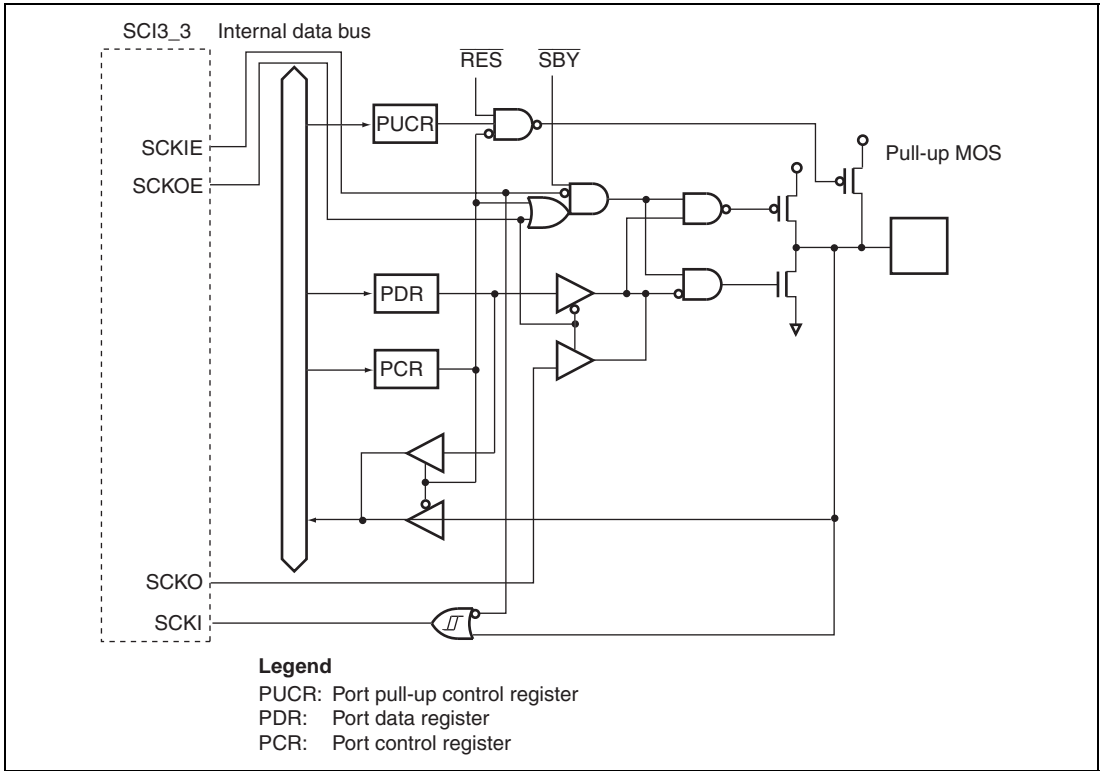 SCI3_3 Internal data bus
RES SBY
PUCR
SCKIE
Pull-up MOS
SCKOE
PDR
PCR
SCKO
SCKI
Legend
PUCR: Port pull-up control register
PDR: Port data register
PCR: Port control register